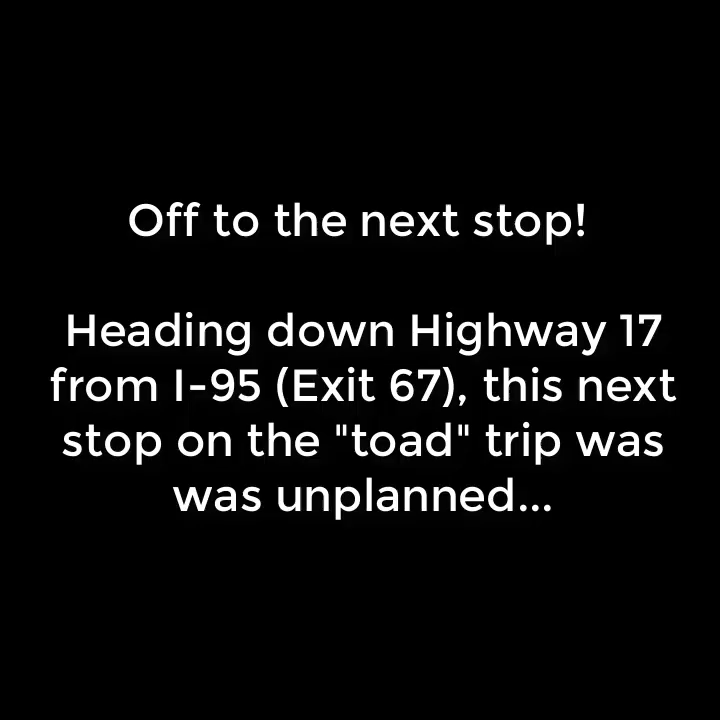 Off to the next stop!
Heading down Highway 17
from I-95 (Exit 67), this next
stop on the "toad" trip was
was unplanned...